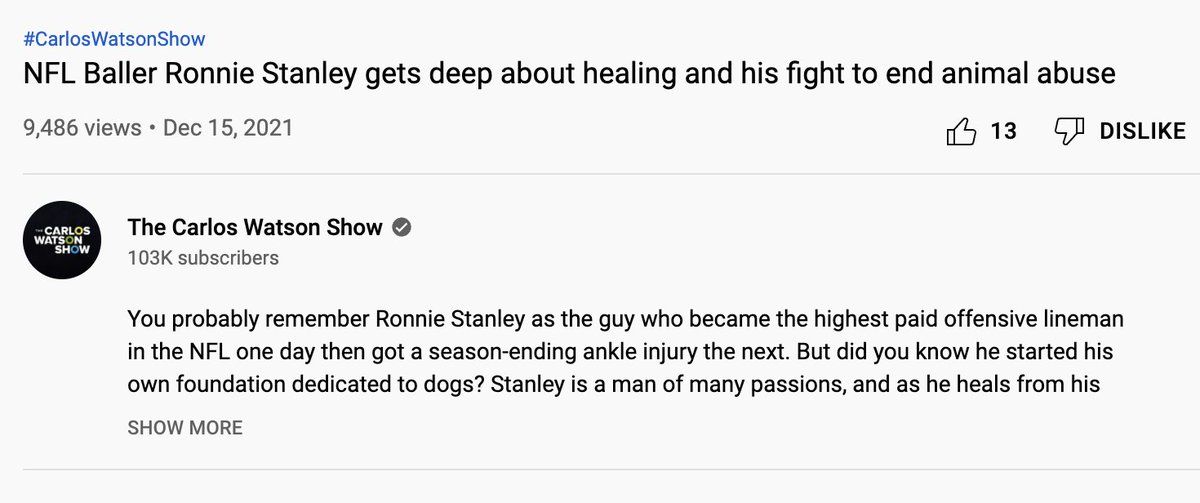 #CarlosWatsonShow
NFL Baller Ronnie Stanley gets deep about healing and his fight to end animal abuse
9,486 views • Dec 15, 2021
13 DISLIKE
THE CARLOS
WATSON
SHOW
The Carlos Watson Show
103K subscribers
You probably remember Ronnie Stanley as the guy who became the highest paid offensive lineman
in the NFL one day then got a season-ending ankle injury the next. But did you know he started his
own foundation dedicated to dogs? Stanley is a man of many passions, and as he heals from his
SHOW MORE